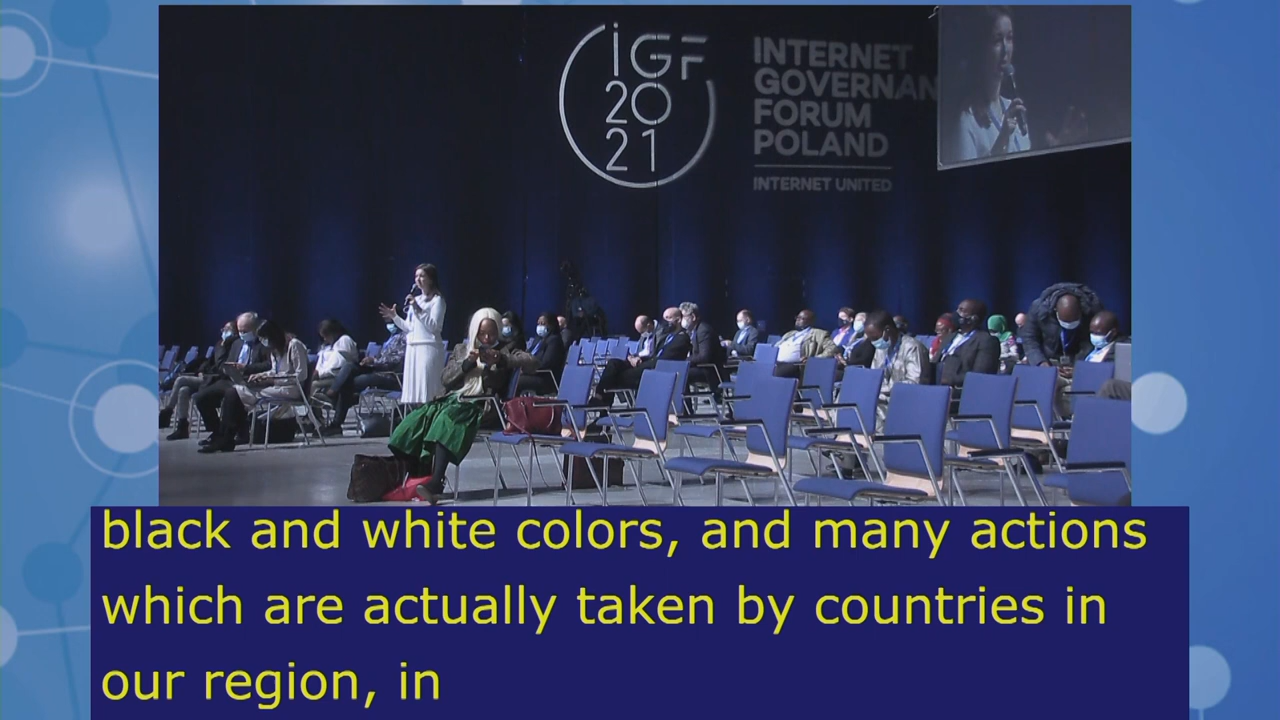 iGF
20
21
INTERNET
GOVERNAN
FORUM
POLAND
INTERNET UNITED
black and white colors, and many actions
which are actually taken by countries in
our region, in